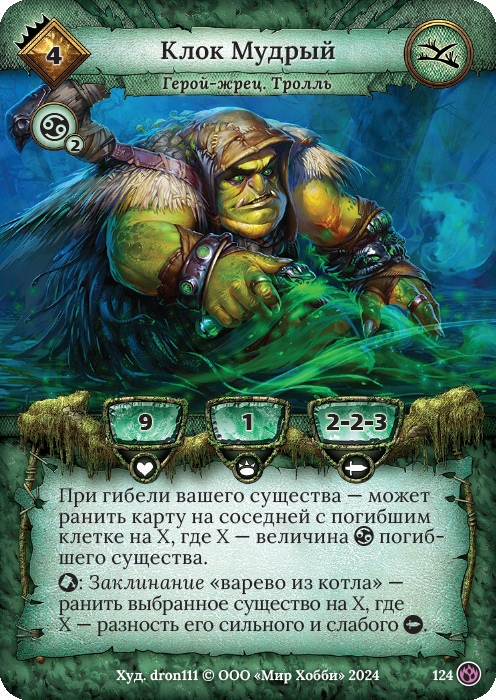 4
Клок Мудрый
Герой-жрец. Тролль
2
9
1
2-2-3
При гибели вашего существа — может
ранить карту на соседней с погибшим
клетке на X, где X — величина погиб-
шего существа.
: Заклинание «варево из котла» —
ранить выбранное существо на X, где
X — разность его сильного и слабого .
Худ. dron111 © ООО «Мир Хобби» 2024
124